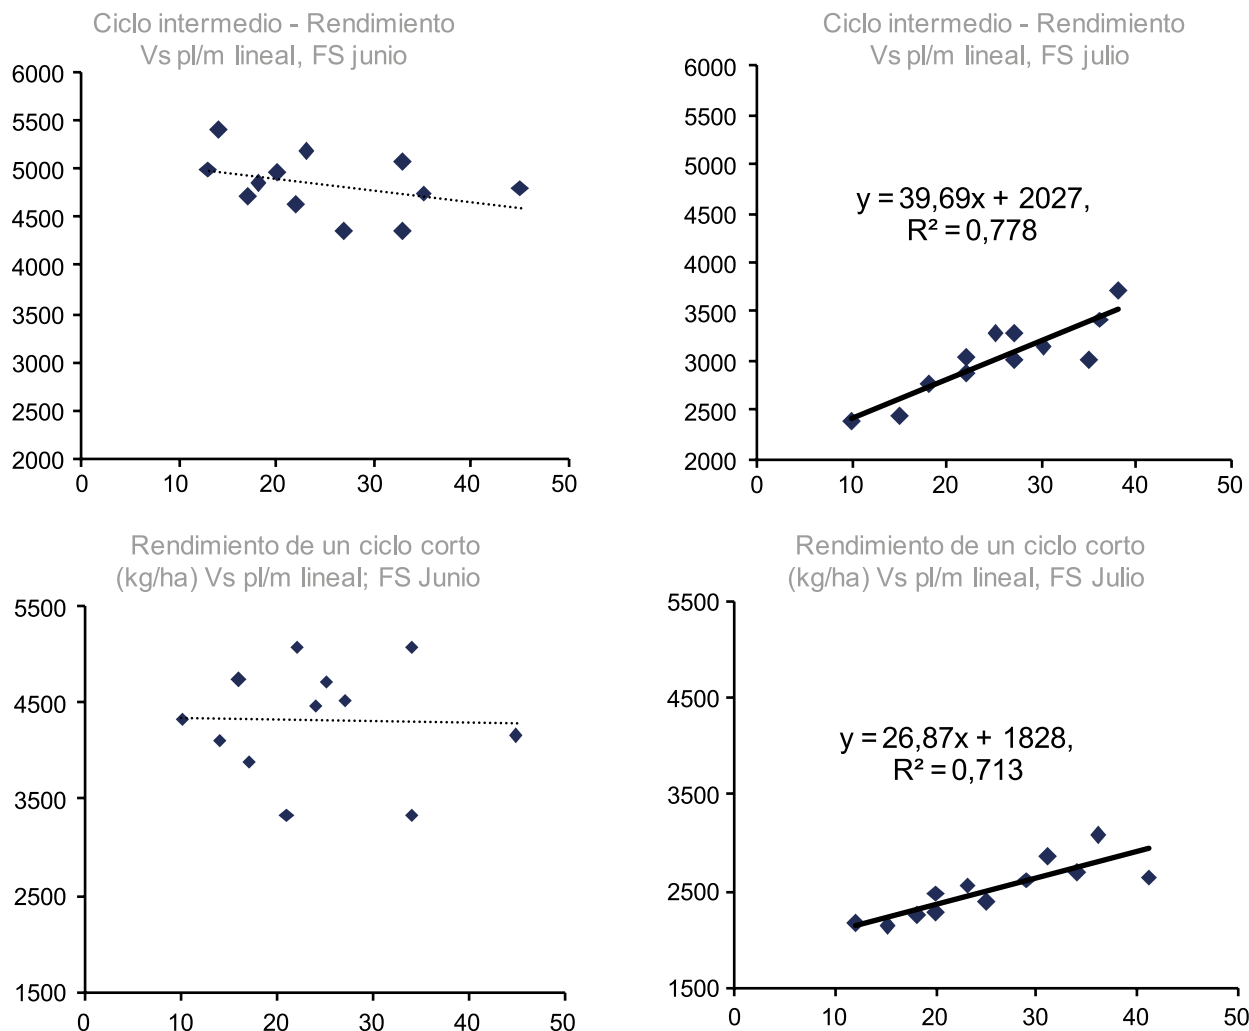 Ciclo intermedio - Rendimiento
Vs pl/m lineal, FS junio
6000
5500
5000
4500
4000
3500
3000
2500
2000
0 10 20 30 40 50
Ciclo intermedio - Rendimiento
Vs pl/m lineal, FS julio
6000
5500
5000
4500
4000
3500
3000
2500
2000
y = 39,69x + 2027,
R² = 0,778
0 10 20 30 40 50
Rendimiento de un ciclo corto
(kg/ha) Vs pl/m lineal; FS Junio
5500
4500
3500
2500
1500
0 10 20 30 40 50
Rendimiento de un ciclo corto
(kg/ha) Vs pl/m lineal, FS Julio
5500
4500
3500
2500
1500
y = 26,87x + 1828,
R² = 0,713
0 10 20 30 40 50